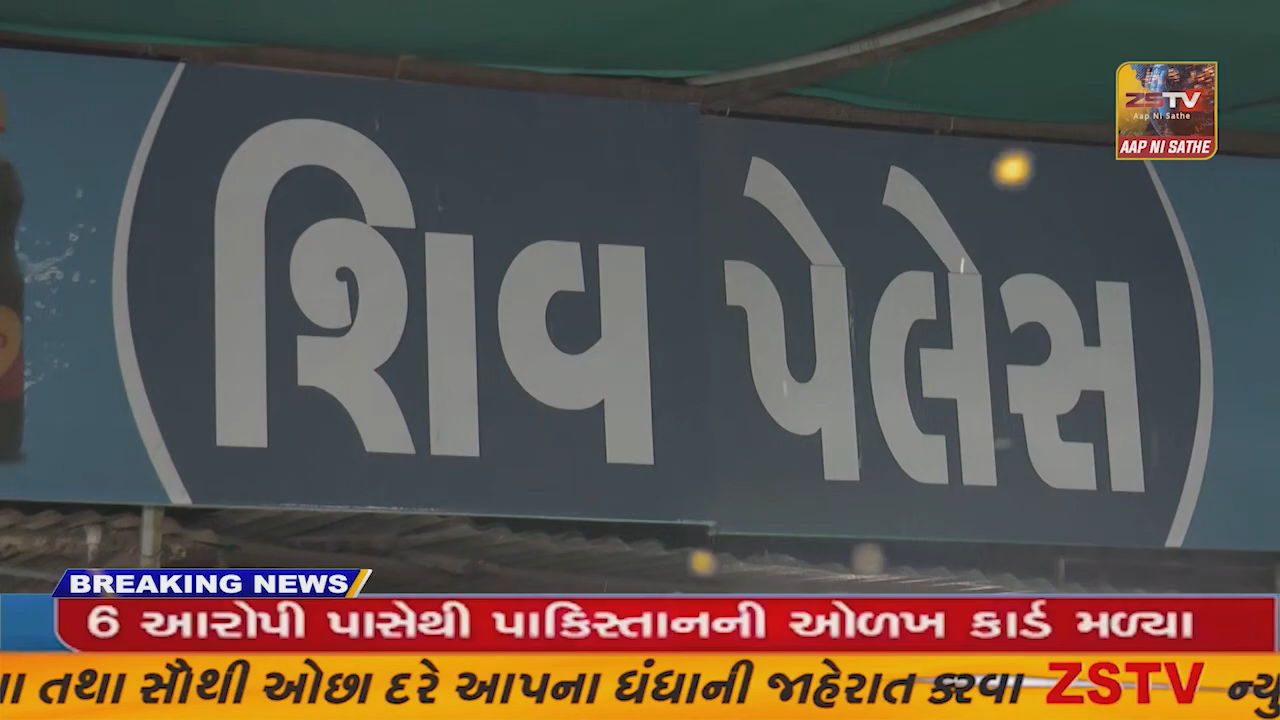 ZSTV
Aap Ni Sathe
AAP NI SATHE
શિવ પેલેસ
BREAKING NEWS
6 આરોપી પાસેથી પાકિસ્તાનની ઓળખ કાર્ડ મળ્યા
તથા સૌથી ઓછા દરે આપના ધંધાની જાહેરાત કરવા ZSTV